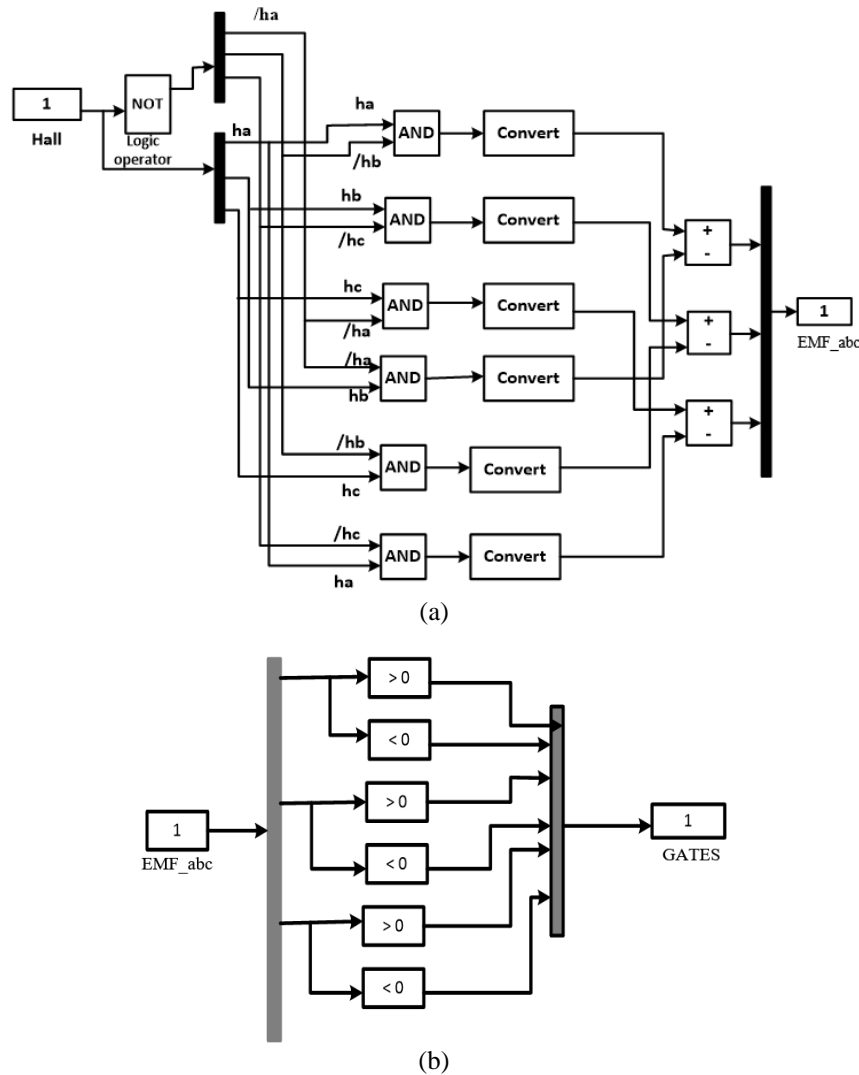 /ha
1
Hall
NOT
Logic
operator
ha
ha
/hb
AND
Convert
hb
/hc
AND
Convert
hc
/ha
AND
Convert
/ha
hb
AND
Convert
/hb
hc
AND
Convert
/hc
ha
AND
Convert
+
-
+
-
+
-
1
EMF_abc
(a)
1
EMF_abc
> 0
< 0
> 0
< 0
> 0
< 0
1
GATES
(b)